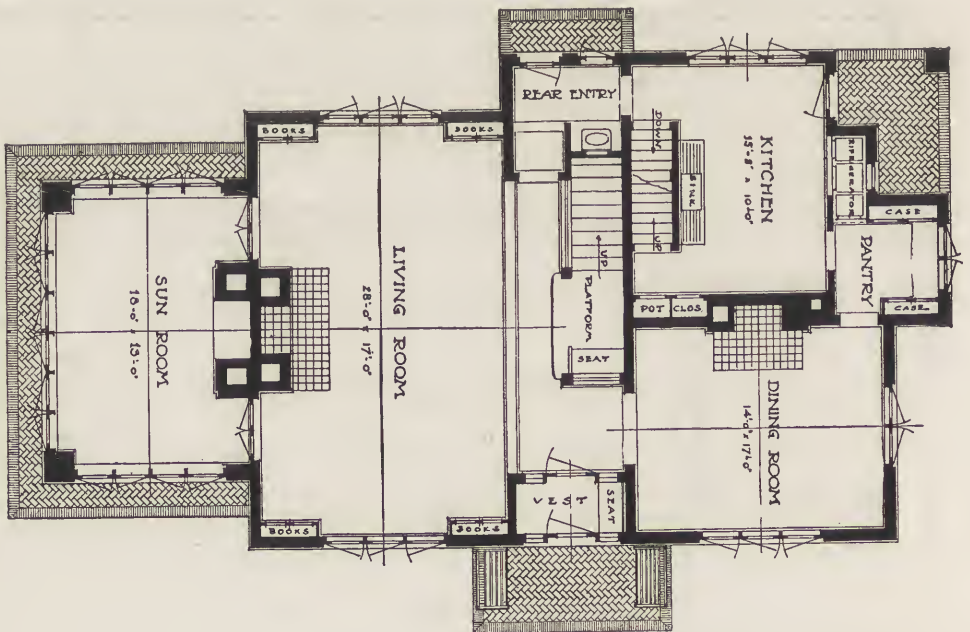 REAR ENTRY
BOOKS
BOOKS
DOWN
SINK
UP
KITCHEN
15'-8" x 10'-0"
REFRIGERATOR
CASE
PANTRY
CASE
SUN ROOM
18'-0" x 13'-0"
LIVING ROOM
28'-0" x 17'-0"
UP
PLATFORM
SEAT
POT CLOS.
DINING ROOM
14'-0" x 17'-0"
VEST
SEAT
BOOKS
BOOKS